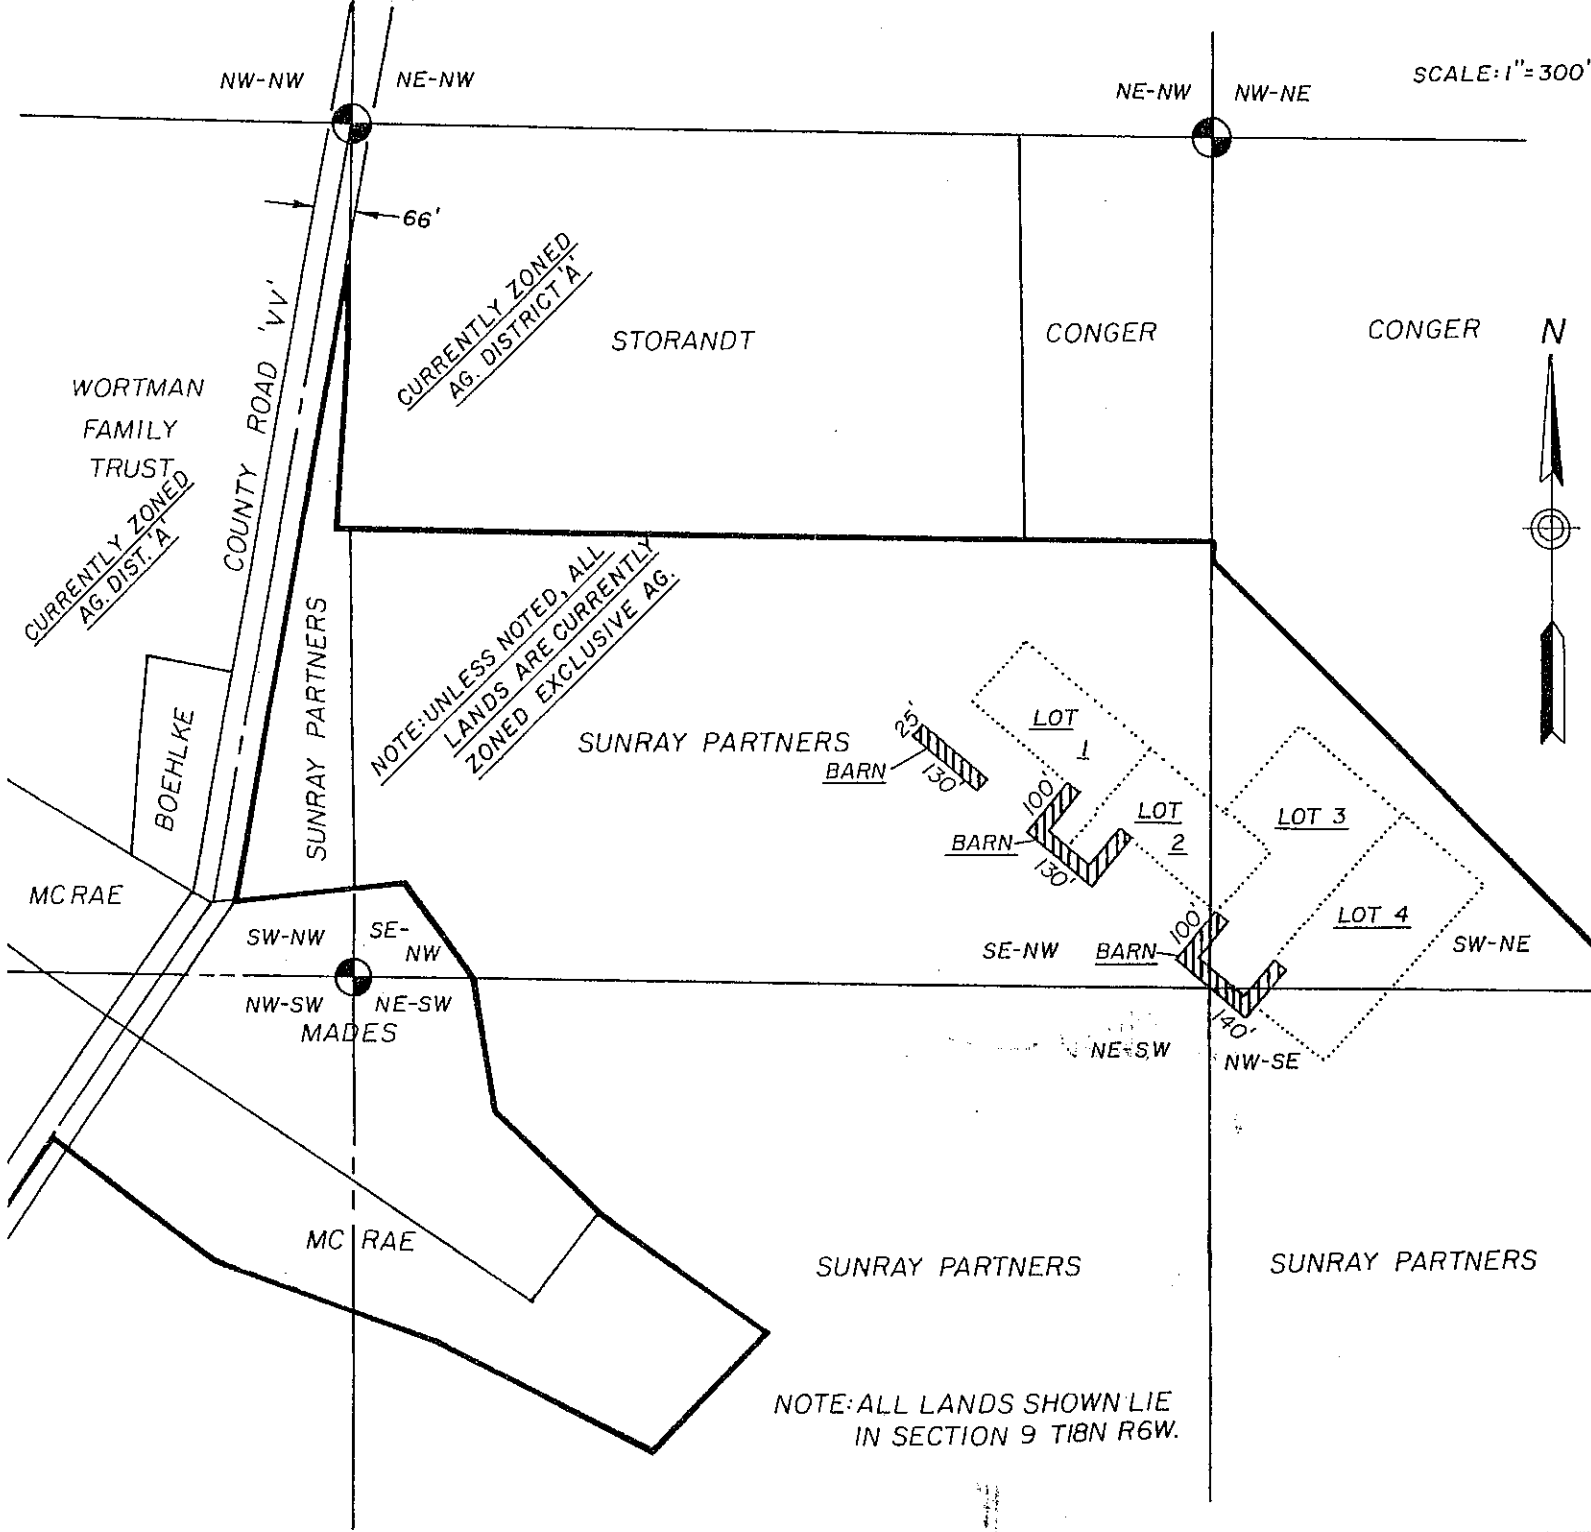 NW-NW
NE-NW
NE-NW
NW-NE
SCALE: 1"=300'
66'
CURRENTLY ZONED
AG. DISTRICT 'A'
STORANDT
CONGER
CONGER
N
COUNTY ROAD 'VV'
WORTMAN
FAMILY
TRUST
CURRENTLY ZONED
AG. DIST. 'A'
NOTE: UNLESS NOTED, ALL
LANDS ARE CURRENTLY
ZONED EXCLUSIVE AG.
SUNRAY PARTNERS
BOEHLKE
SUNRAY PARTNERS
25'
BARN
130'
LOT
1
100'
BARN
130'
LOT
2
LOT 3
LOT 4
100'
BARN
140'
MC RAE
SW-NW
SE-
NW
SE-NW
SW-NE
NW-SW
NE-SW
MADES
NE-SW
NW-SE
MC RAE
SUNRAY PARTNERS
SUNRAY PARTNERS
NOTE: ALL LANDS SHOWN LIE
IN SECTION 9 T18N R6W.